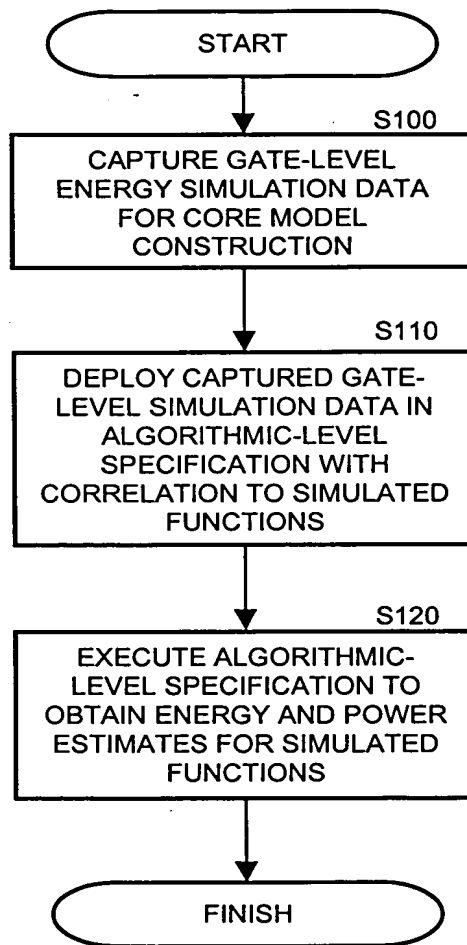 START
S100
CAPTURE GATE-LEVEL
ENERGY SIMULATION DATA
FOR CORE MODEL
CONSTRUCTION
S110
DEPLOY CAPTURED GATE-
LEVEL SIMULATION DATA IN
ALGORITHMIC-LEVEL
SPECIFICATION WITH
CORRELATION TO SIMULATED
FUNCTIONS
S120
EXECUTE ALGORITHMIC-
LEVEL SPECIFICATION TO
OBTAIN ENERGY AND POWER
ESTIMATES FOR SIMULATED
FUNCTIONS
FINISH